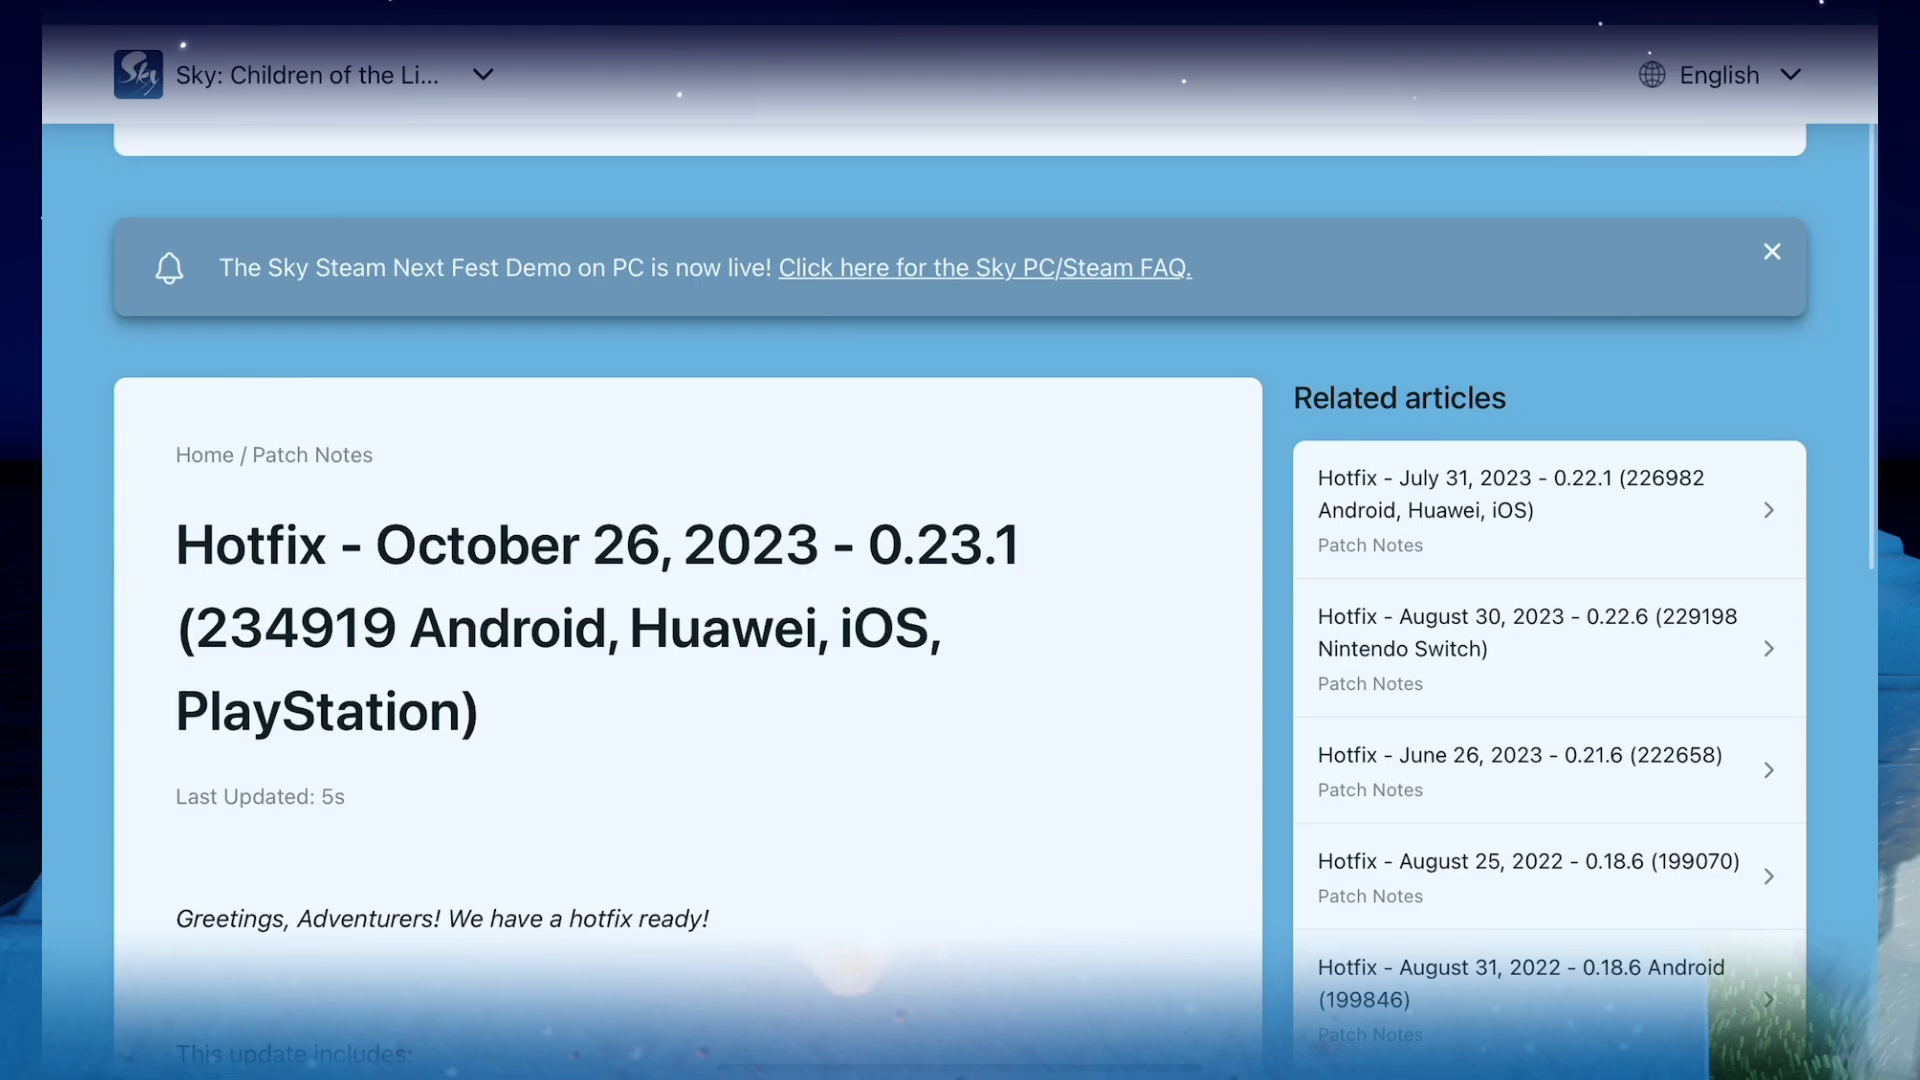 Sky
Sky: Children of the Li...
English
The Sky Steam Next Fest Demo on PC is now live! Click here for the Sky PC/Steam FAQ.
Home / Patch Notes
Hotfix - October 26, 2023 - 0.23.1
(234919 Android, Huawei, iOS,
PlayStation)
Last Updated: 5s
Greetings, Adventurers! We have a hotfix ready!
This update includes:
Related articles
Hotfix - July 31, 2023 - 0.22.1 (226982
Android, Huawei, iOS)
Patch Notes
Hotfix - August 30, 2023 - 0.22.6 (229198
Nintendo Switch)
Patch Notes
Hotfix - June 26, 2023 - 0.21.6 (222658)
Patch Notes
Hotfix - August 25, 2022 - 0.18.6 (199070)
Patch Notes
Hotfix - August 31, 2022 - 0.18.6 Android
(199846)
Patch Notes